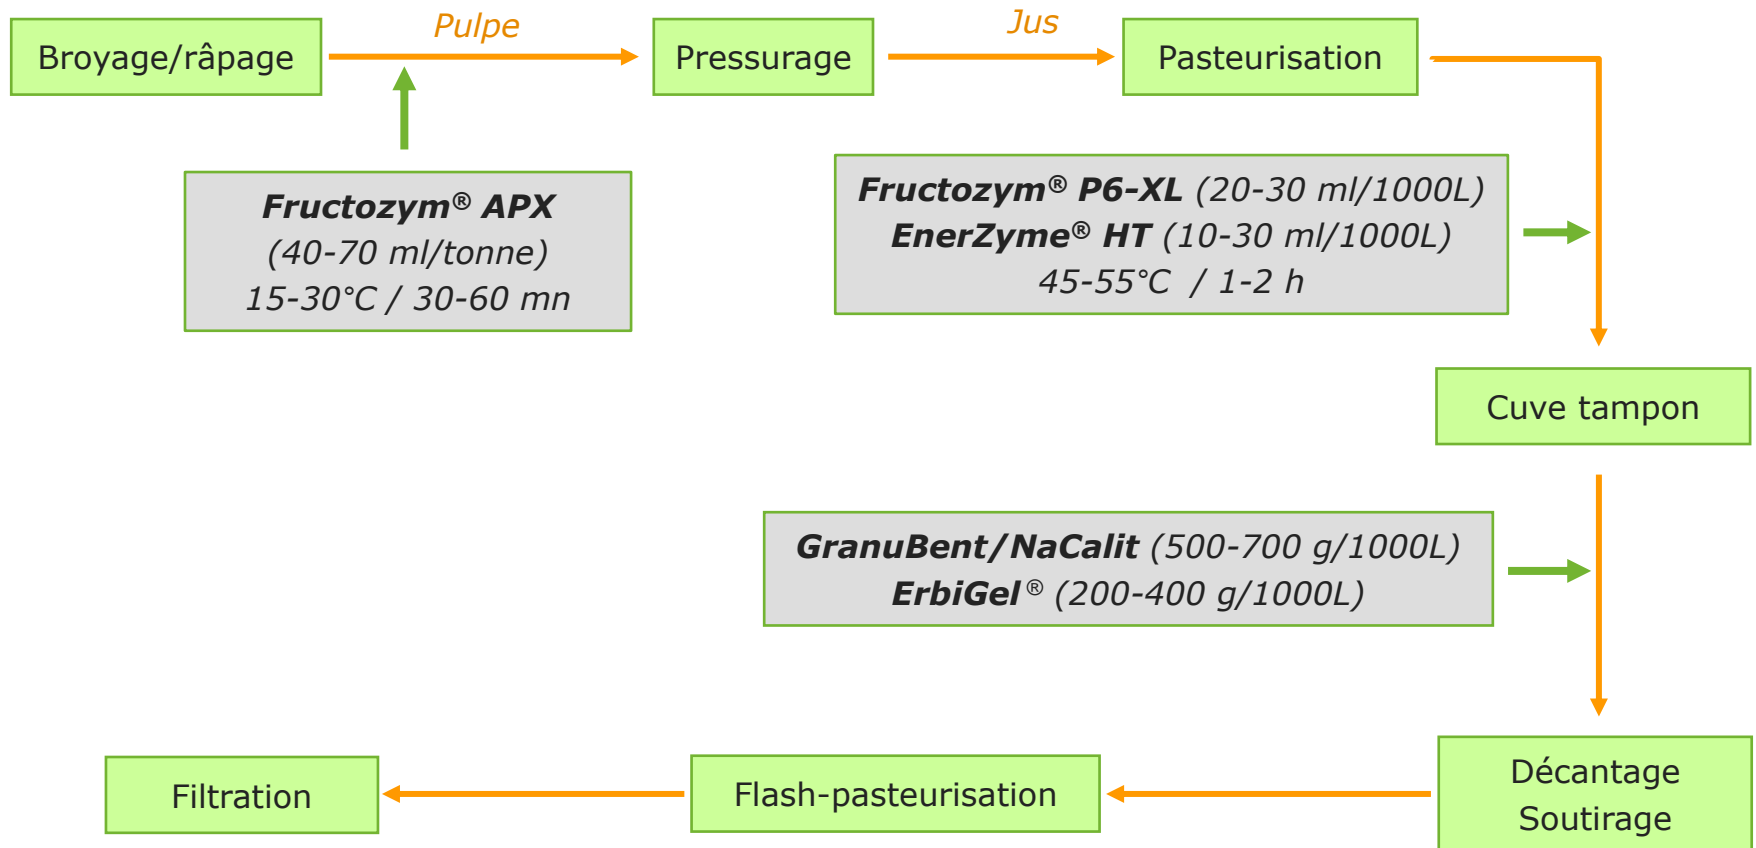 Broyage/râpage
Pulpe
Pressurage
Jus
Pasteurisation
Fructozym® APX
(40-70 ml/tonne)
15-30°C / 30-60 mn
Fructozym® P6-XL (20-30 ml/1000L)
EnerZyme® HT (10-30 ml/1000L)
45-55°C / 1-2 h
Cuve tampon
GranuBent/NaCalit (500-700 g/1000L)
ErbiGel® (200-400 g/1000L)
Décantage
Soutirage
Flash-pasteurisation
Filtration